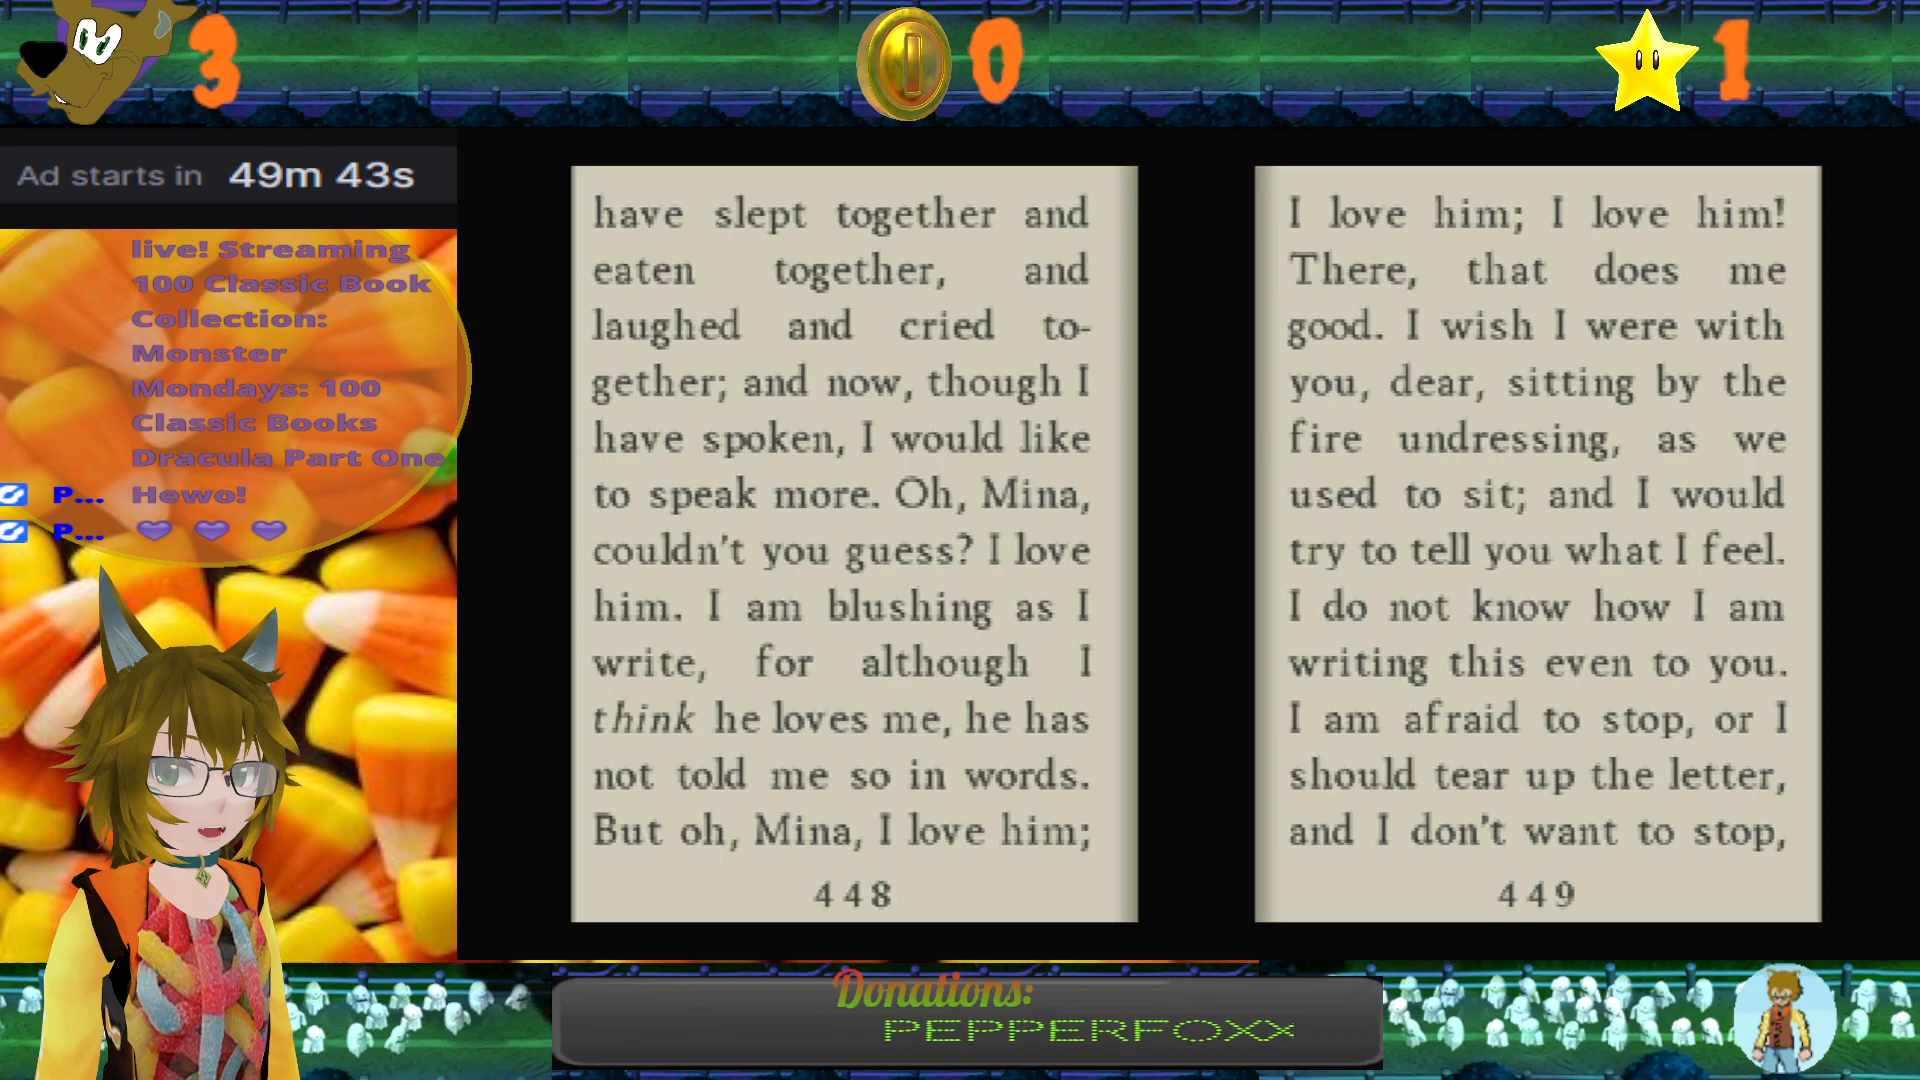 3
0
1
Ad starts in 49m 43s
live! Streaming
100 Classic Book
Collection:
Monster
Mondays: 100
Classic Books
Dracula Part One
P... Hewo!
P...
have slept together and
eaten together, and
laughed and cried to-
gether; and now, though I
have spoken, I would like
to speak more. Oh, Mina,
couldn't you guess? I love
him. I am blushing as I
write, for although I
think he loves me, he has
not told me so in words.
But oh, Mina, I love him;
448
I love him; I love him!
There, that does me
good. I wish I were with
you, dear, sitting by the
fire undressing, as we
used to sit; and I would
try to tell you what I feel.
I do not know how I am
writing this even to you.
I am afraid to stop, or I
should tear up the letter,
and I don't want to stop,
449
Donations:
PEPPERFOXX